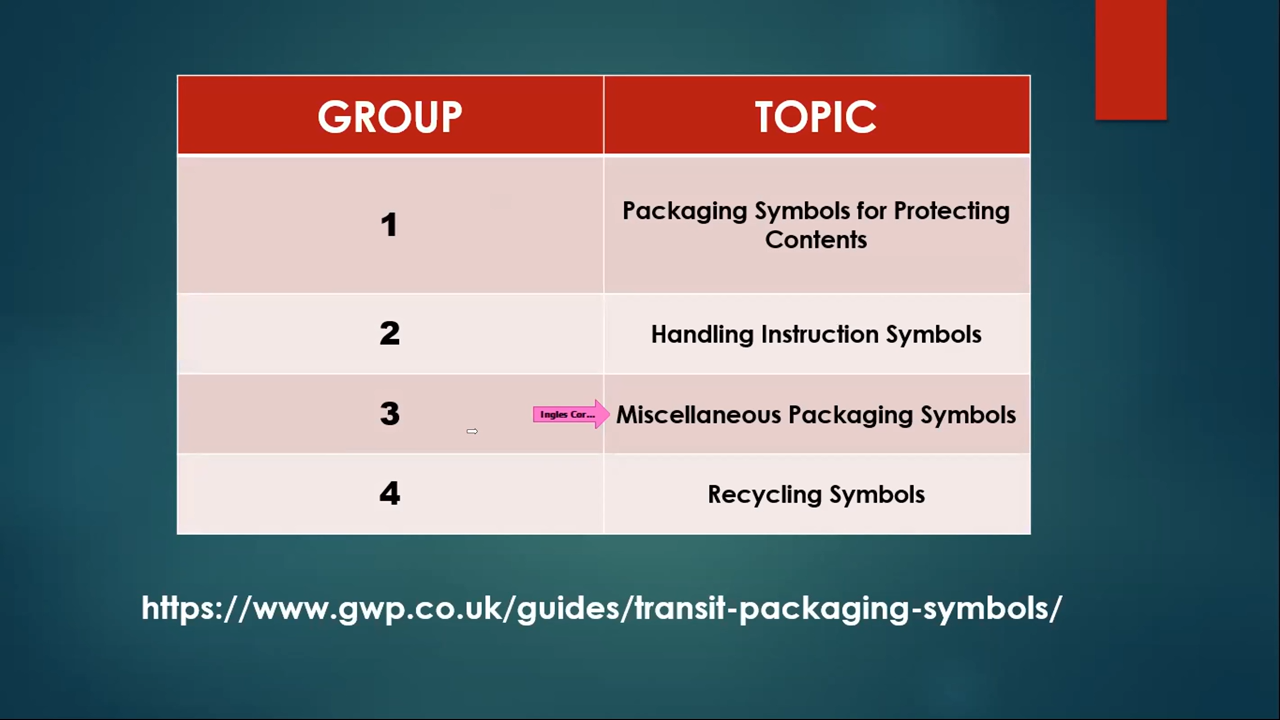 GROUP
TOPIC
1
Packaging Symbols for Protecting
Contents
2
Handling Instruction Symbols
3
Ingles Cor...
Miscellaneous Packaging Symbols
4
Recycling Symbols
https://www.gwp.co.uk/guides/transit-packaging-symbols/